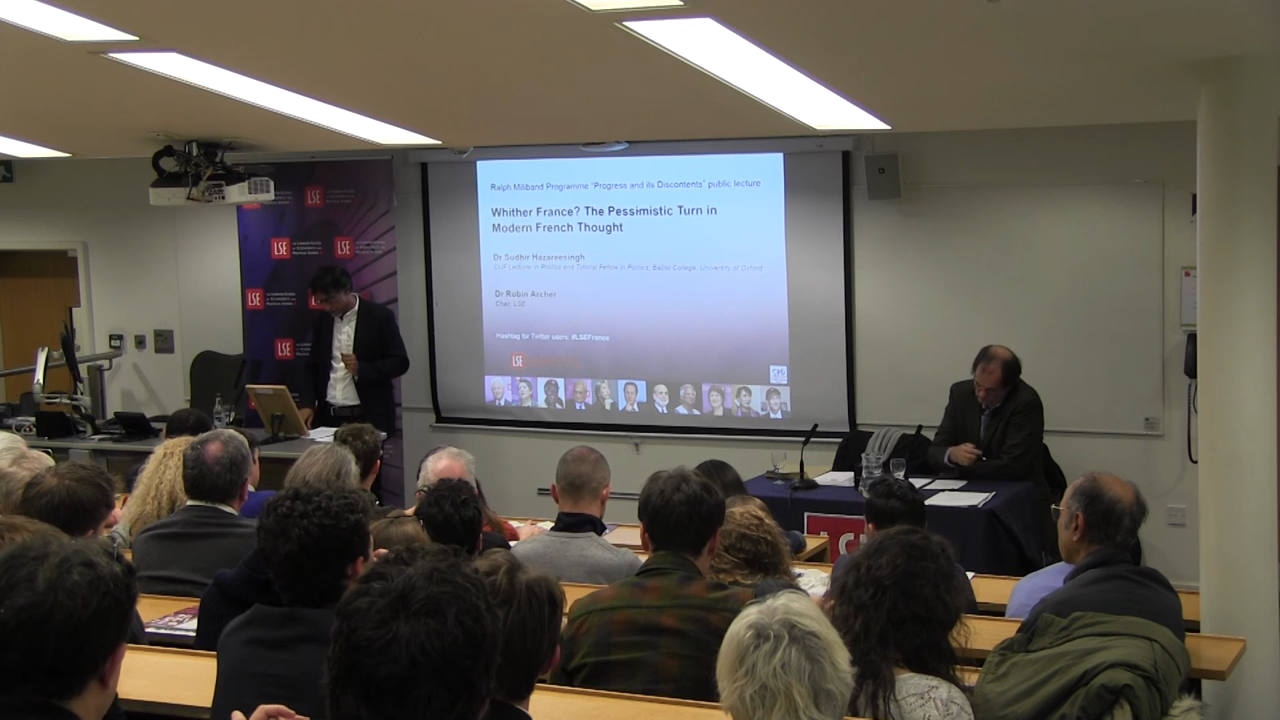 Ralph Miliband Programme "Progress and its Discontents" public lecture
Whither France? The Pessimistic Turn in
Modern French Thought
Dr Sudhir Hazareesingh
CUF Lecturer in Politics and Tutorial Fellow in Politics, Balliol College, University of Oxford
Dr Robin Archer
Chair, LSE
Hashtag for Twitter users: #LSEFrance
LSE
LSE
LSE
LSE
LSE
LSE